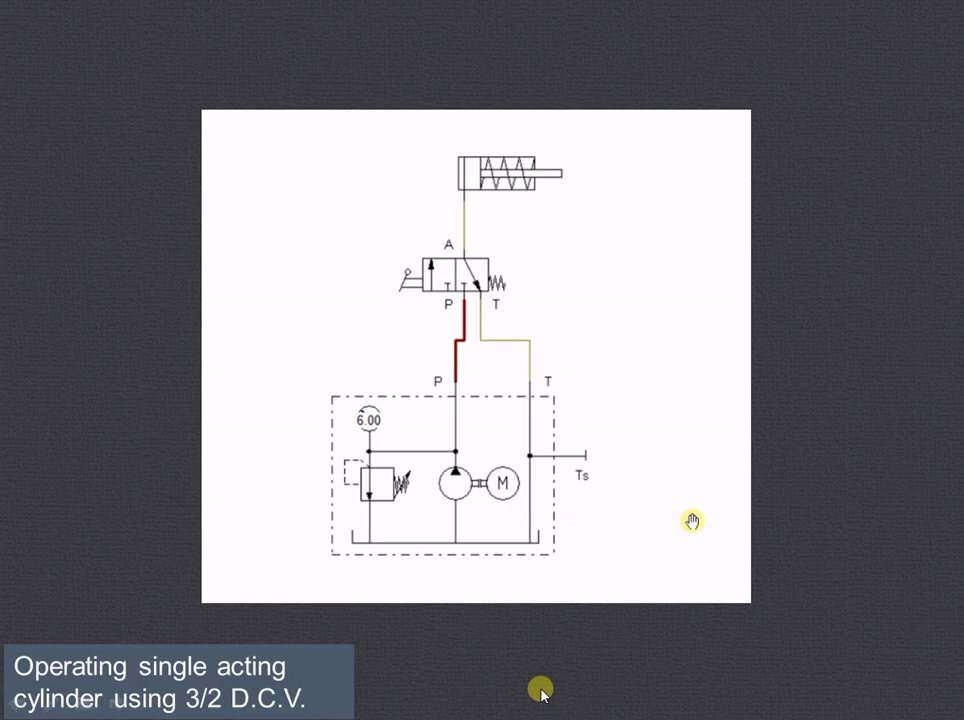 A
P T
P T
6.00
M
Ts
Operating single acting
cylinder using 3/2 D.C.V.